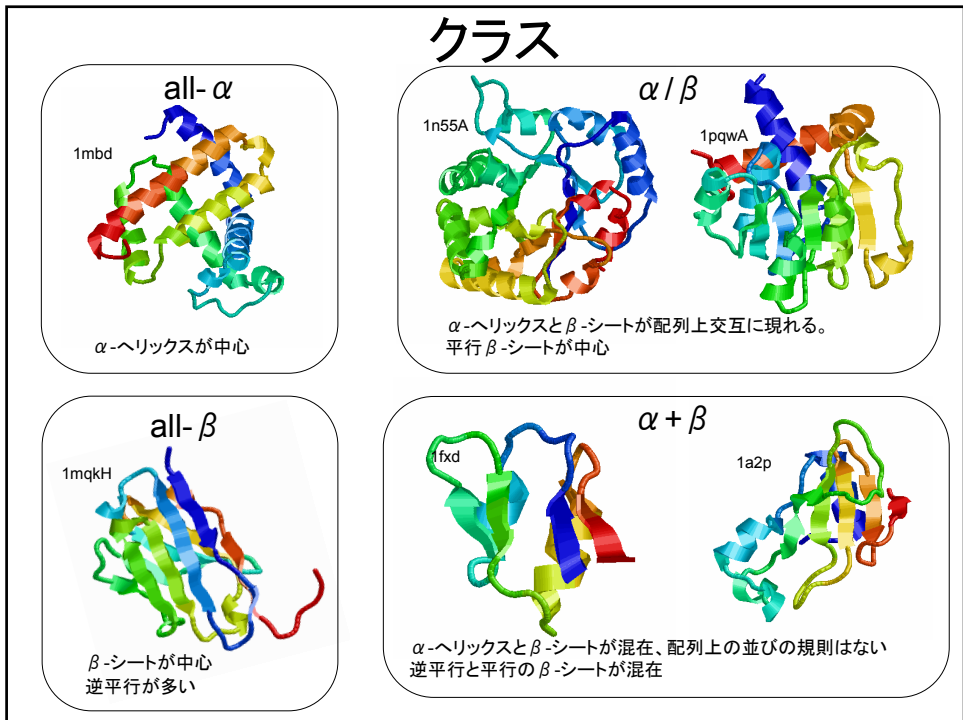 クラス
all-α
1mbd
α-ヘリックスが中心
α/β
1n55A
1pqwA
α-ヘリックスとβ-シートが配列上交互に現れる。
平行β-シートが中心
all-β
1mqkH
β-シートが中心
逆平行が多い
α+β
1fxd
1a2p
α-ヘリックスとβ-シートが混在、配列上の並びの規則はない
逆平行と平行のβ-シートが混在